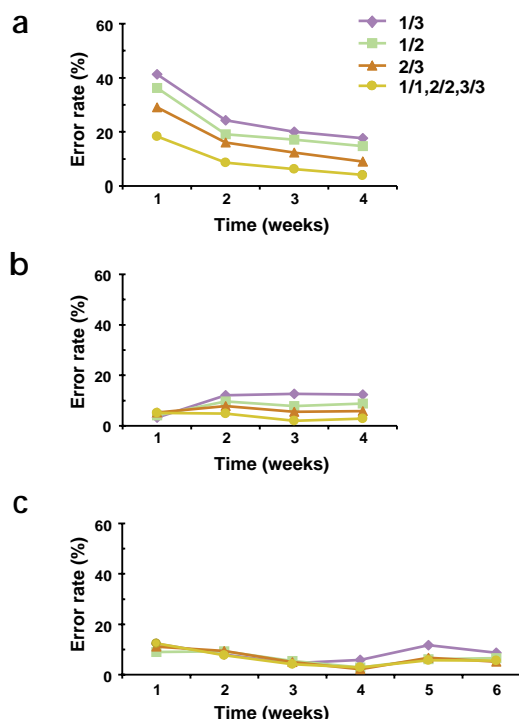 a
60
40
20
0
Error rate (%)
1 2 3 4
Time (weeks)
1/3
1/2
2/3
1/1,2/2,3/3
b
60
40
20
0
Error rate (%)
1 2 3 4
Time (weeks)
c
60
40
20
0
Error rate (%)
1 2 3 4 5 6
Time (weeks)